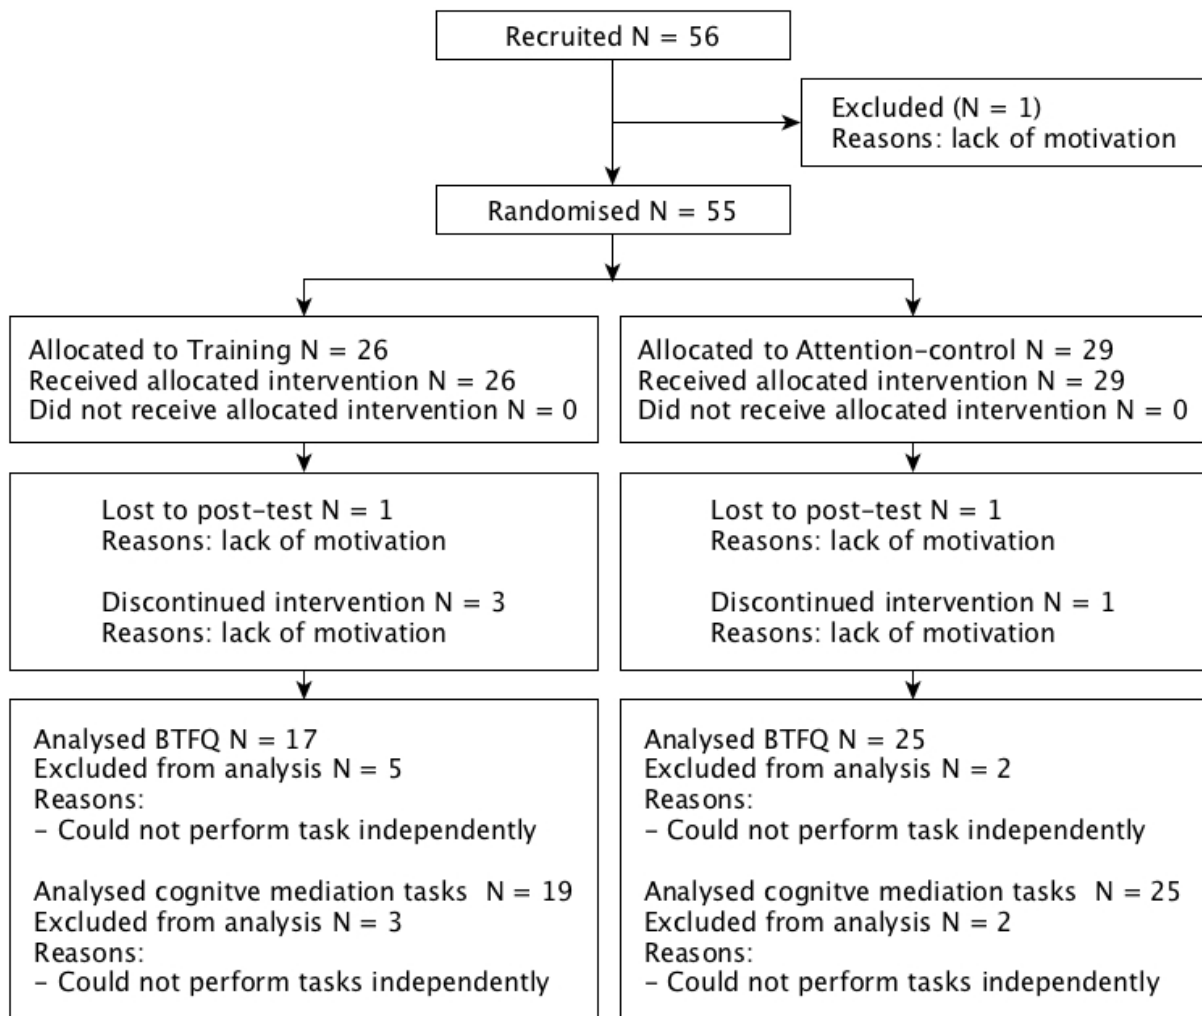 Recruited N = 56
Excluded (N = 1)
Reasons: lack of motivation
Randomised N = 55
Allocated to Training N = 26
Received allocated intervention N = 26
Did not receive allocated intervention N = 0
Allocated to Attention-control N = 29
Received allocated intervention N = 29
Did not receive allocated intervention N = 0
Lost to post-test N = 1
Reasons: lack of motivation
Discontinued intervention N = 3
Reasons: lack of motivation
Lost to post-test N = 1
Reasons: lack of motivation
Discontinued intervention N = 1
Reasons: lack of motivation
Analysed BTFQ N = 17
Excluded from analysis N = 5
Reasons:
- Could not perform task independently
Analysed cognitve mediation tasks N = 19
Excluded from analysis N = 3
Reasons:
- Could not perform tasks independently
Analysed BTFQ N = 25
Excluded from analysis N = 2
Reasons:
- Could not perform task independently
Analysed cognitve mediation tasks N = 25
Excluded from analysis N = 2
Reasons:
- Could not perform tasks independently